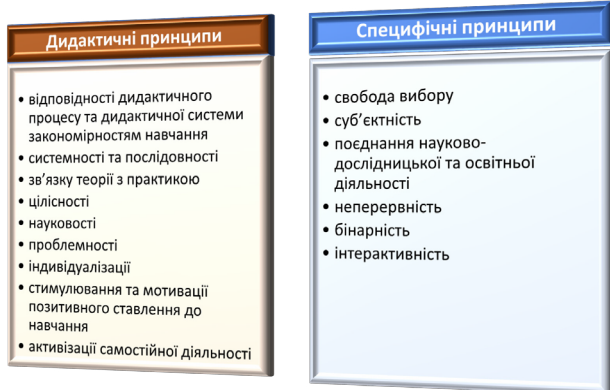 Дидактичні принципи
• відповідності дидактичного
процесу та дидактичної системи
закономірностям навчання
• системності та послідовності
• зв’язку теорії з практикою
• цілісності
• науковості
• проблемності
• індивідуалізації
• стимулювання та мотивації
позитивного ставлення до
навчання
• активізації самостійної діяльності
Специфічні принципи
• свобода вибору
• суб’єктність
• поєднання науково-
дослідницької та освітньої
діяльності
• неперервність
• бінарність
• інтерактивність